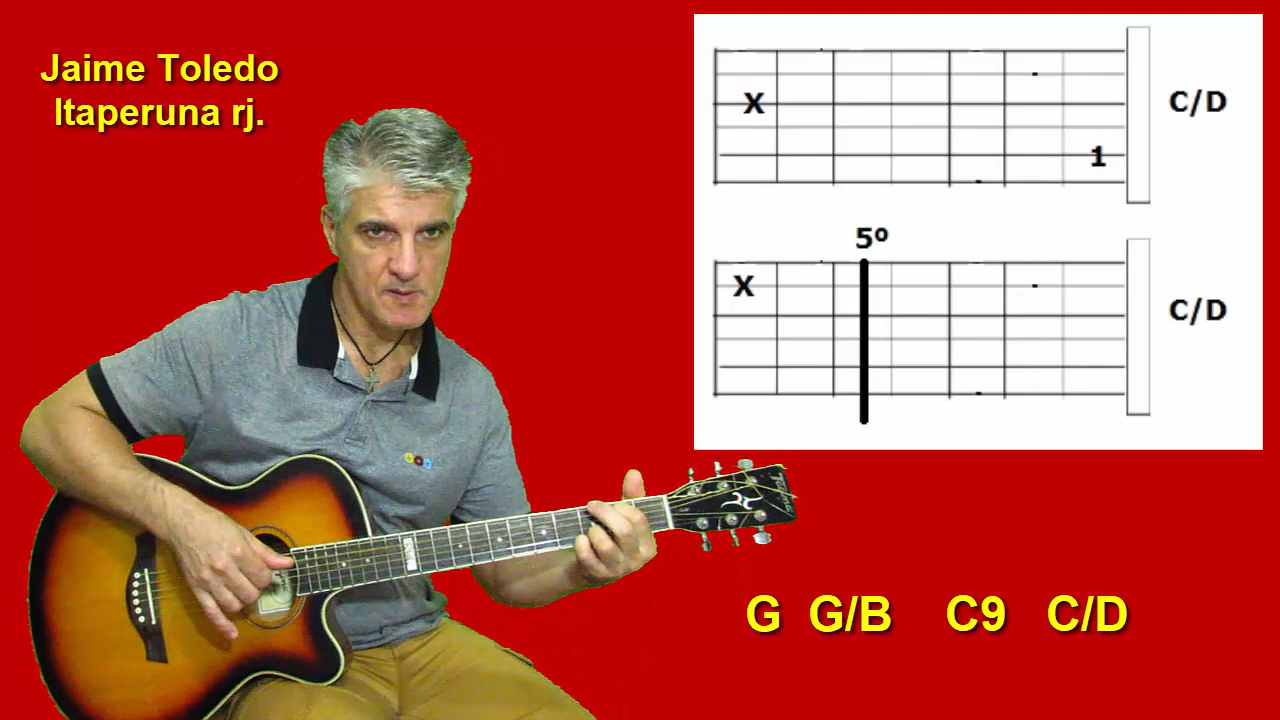 Jaime Toledo
Itaperuna rj.
X
C/D
1
5º
X
C/D
G G/B C9 C/D